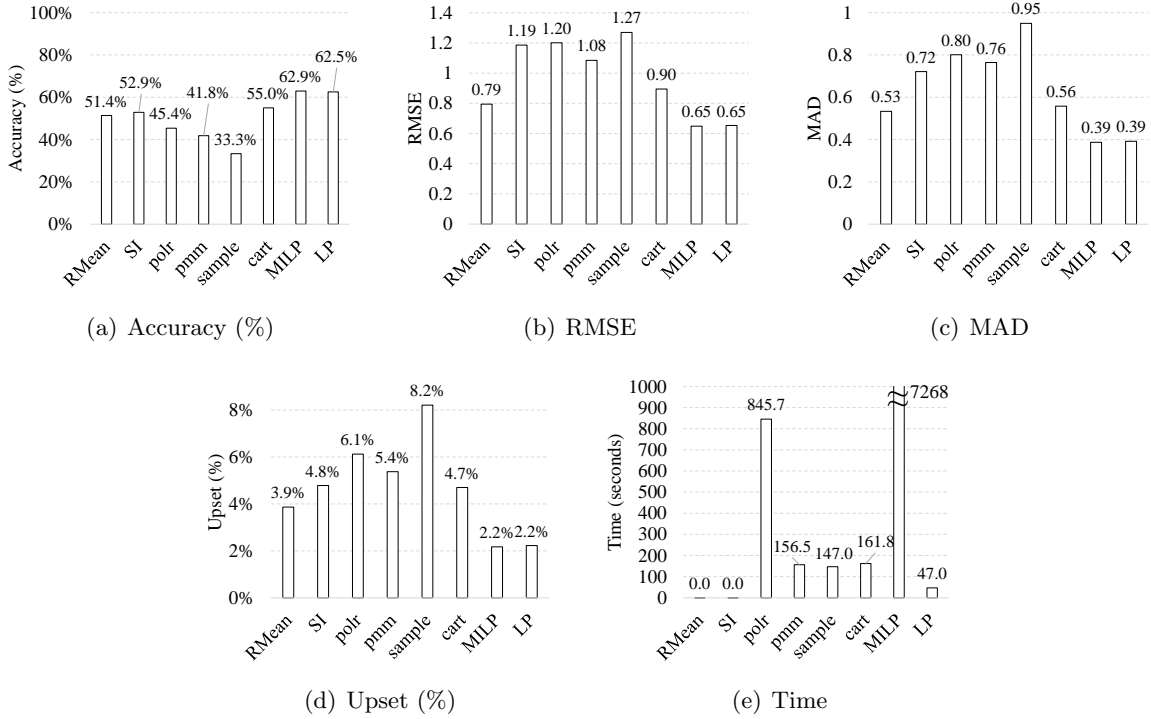 Accuracy (%)
100%
80%
60%
40%
20%
0%
51.4%
52.9%
45.4%
41.8%
33.3%
55.0%
62.9%
62.5%
RMean
SI
polr
pmm
sample
cart
MILP
LP
(a) Accuracy (%)
RMSE
1.4
1.2
1
0.8
0.6
0.4
0.2
0
0.79
1.19
1.20
1.08
1.27
0.90
0.65
0.65
RMean
SI
polr
pmm
sample
cart
MILP
LP
(b) RMSE
MAD
1
0.8
0.6
0.4
0.2
0
0.53
0.72
0.80
0.76
0.95
0.56
0.39
0.39
RMean
SI
polr
pmm
sample
cart
MILP
LP
(c) MAD
Upset (%)
8%
6%
4%
2%
0%
3.9%
4.8%
6.1%
5.4%
8.2%
4.7%
2.2%
2.2%
RMean
SI
polr
pmm
sample
cart
MILP
LP
(d) Upset (%)
Time (seconds)
1000
900
800
700
600
500
400
300
200
100
0
0.0
0.0
845.7
156.5
147.0
161.8
7268
47.0
RMean
SI
polr
pmm
sample
cart
MILP
LP
(e) Time